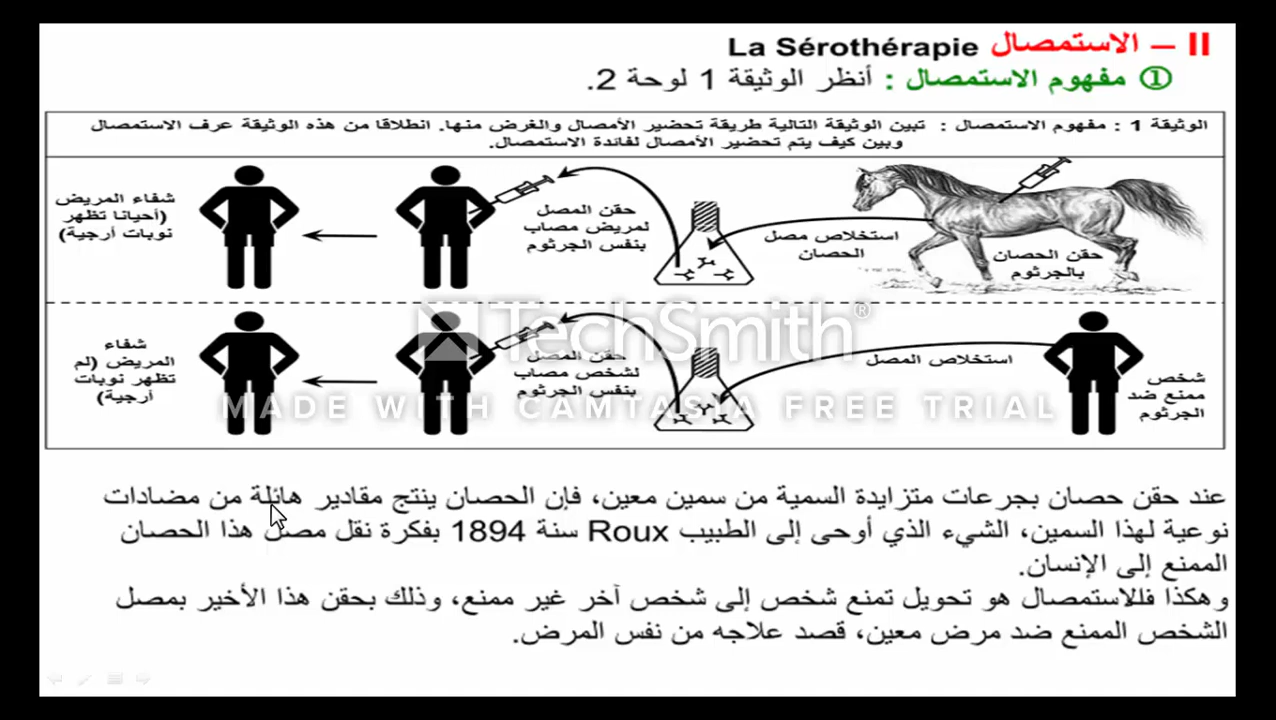 II – الاستمصال La Sérothérapie
① مفهوم الاستمصال : أنظر الوثيقة 1 لوحة 2.
الوثيقة 1 : مفهوم الاستمصال : تبين الوثيقة التالية طريقة تحضير الأمصال والغرض منها. انطلاقا من هذه الوثيقة عرف الاستمصال
وبين كيف يتم تحضير الأمصال لفائدة الاستمصال.
حقن الحصان
بالجرثوم
استخلاص مصل
الحصان
حقن المصل
لمريض مصاب
بنفس الجرثوم
شفاء المريض
(أحيانا تظهر
نوبات أرجية)
شخص
ممنع ضد
الجرثوم
استخلاص المصل
حقن المصل
لشخص مصاب
بنفس الجرثوم
شفاء
المريض (لم
تظهر نوبات
أرجية)
TechSmith®
MADE WITH CAMTASIA FREE TRIAL
عند حقن حصان بجرعات متزايدة السمية من سمين معين، فإن الحصان ينتج مقادير هائلة من مضادات
نوعية لهذا السمين، الشيء الذي أوحى إلى الطبيب Roux سنة 1894 بفكرة نقل مصل هذا الحصان
الممنع إلى الإنسان.
وهكذا فللاستمصال هو تحويل تمنع شخص إلى شخص آخر غير ممنع، وذلك بحقن هذا الأخير بمصل
الشخص الممنع ضد مرض معين، قصد علاجه من نفس المرض.